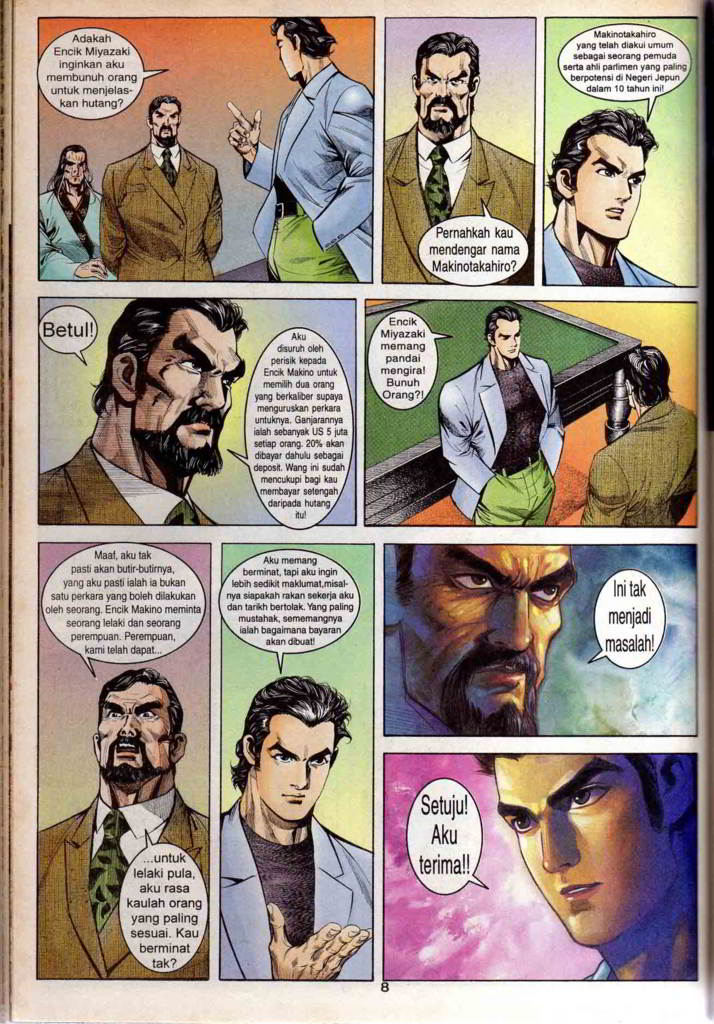 Adakah
Encik Miyazaki
inginkan aku
membunuh orang
untuk menjelas-
kan hutang?
Pernahkah kau
mendengar nama
Makinotakahiro?
Makinotakahiro
yang telah diakui umum
sebagai seorang pemuda
serta ahli parlimen yang paling
berpotensi di Negeri Jepun
dalam 10 tahun ini!
Betul!
Aku
disuruh oleh
perisik kepada
Encik Makino untuk
memilih dua orang
yang berkaliber supaya
menguruskan perkara
untuknya. Ganjarannya
ialah sebanyak US 5 juta
setiap orang. 20% akan
dibayar dahulu sebagai
deposit. Wang ini sudah
mencukupi bagi kau
membayar setengah
daripada hutang
itu!
Encik
Miyazaki
memang
pandai
mengira!
Bunuh
Orang?!
Maaf, aku tak
pasti akan butir-butirnya,
yang aku pasti ialah ia bukan
satu perkara yang boleh dilakukan
oleh seorang. Encik Makino meminta
seorang lelaki dan seorang
perempuan. Perempuan,
kami telah dapat...
...untuk
lelaki pula,
aku rasa
kaulah orang
yang paling
sesuai. Kau
berminat
tak?
Aku memang
berminat, tapi aku ingin
lebih sedikit maklumat,misal-
nya siapakah rakan sekerja aku
dan tarikh bertolak. Yang paling
mustahak, sememangnya
ialah bagaimana bayaran
akan dibuat!
Ini tak
menjadi
masalah!
Setuju!
Aku
terima!!
8